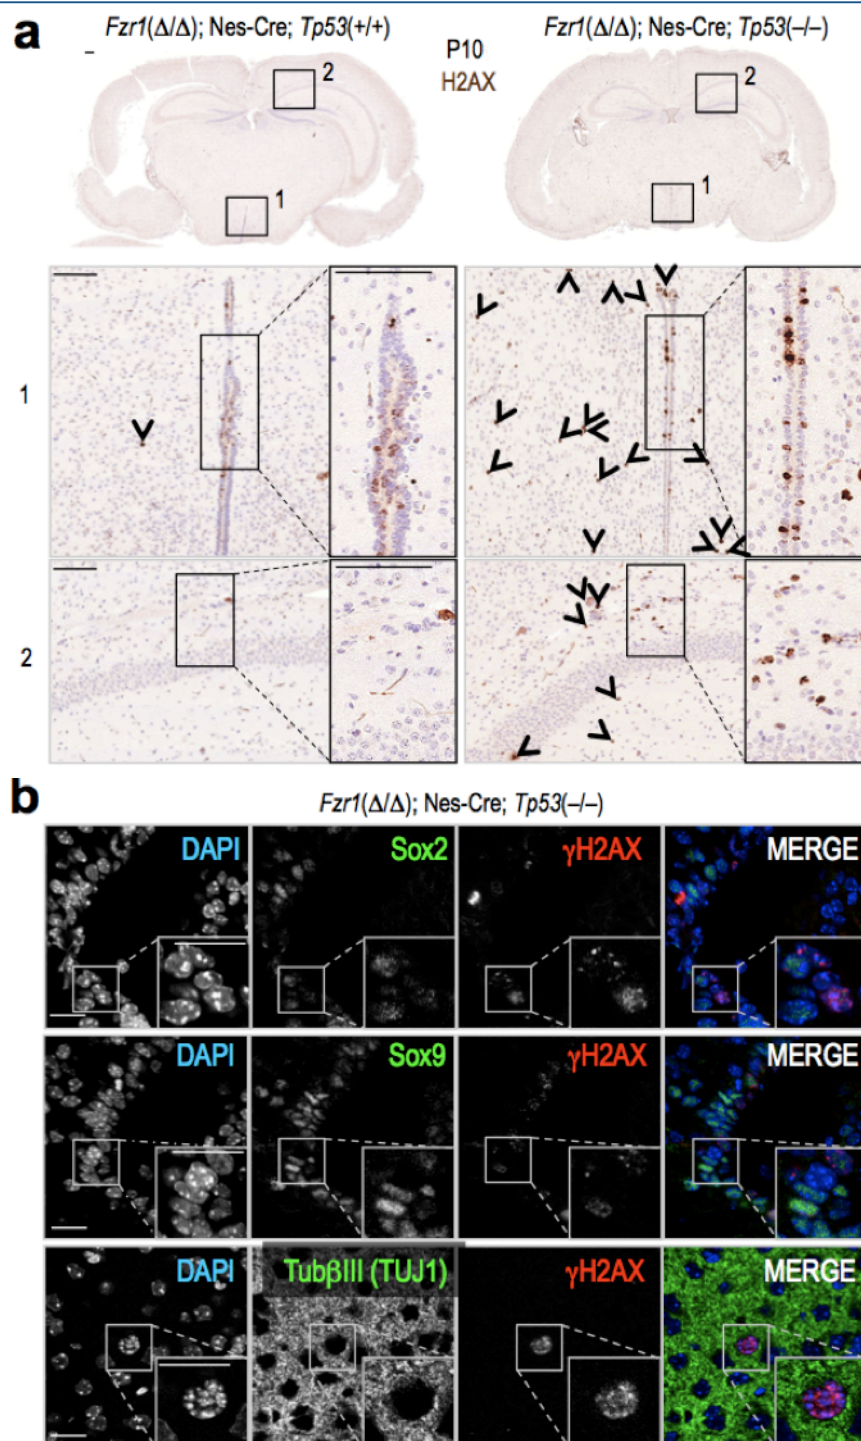 a
Fzr1(Δ/Δ); Nes-Cre; Tp53(+/+)
Fzr1(Δ/Δ); Nes-Cre; Tp53(–/–)
P10
H2AX
2
1
2
1
1
2
b
Fzr1(Δ/Δ); Nes-Cre; Tp53(–/–)
DAPI Sox2 γH2AX MERGE
DAPI Sox9 γH2AX MERGE
DAPI TubβIII (TUJ1) γH2AX MERGE